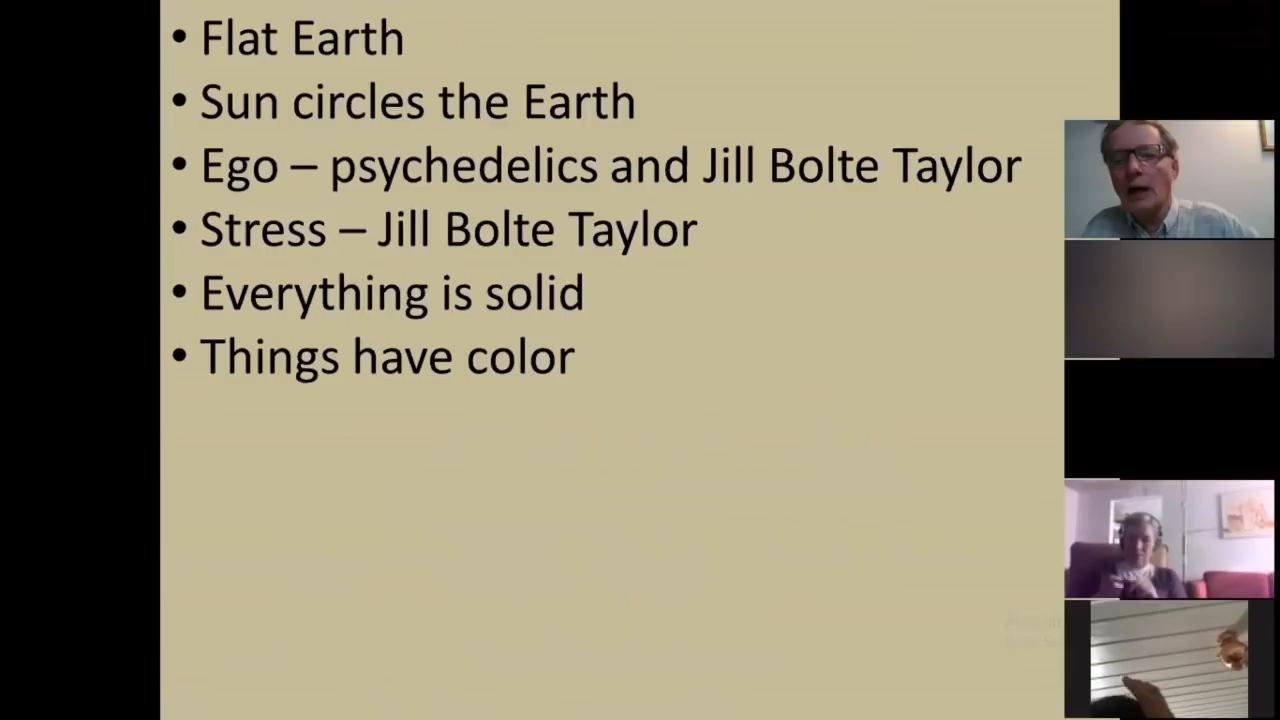 • Flat Earth
• Sun circles the Earth
• Ego – psychedelics and Jill Bolte Taylor
• Stress – Jill Bolte Taylor
• Everything is solid
• Things have color